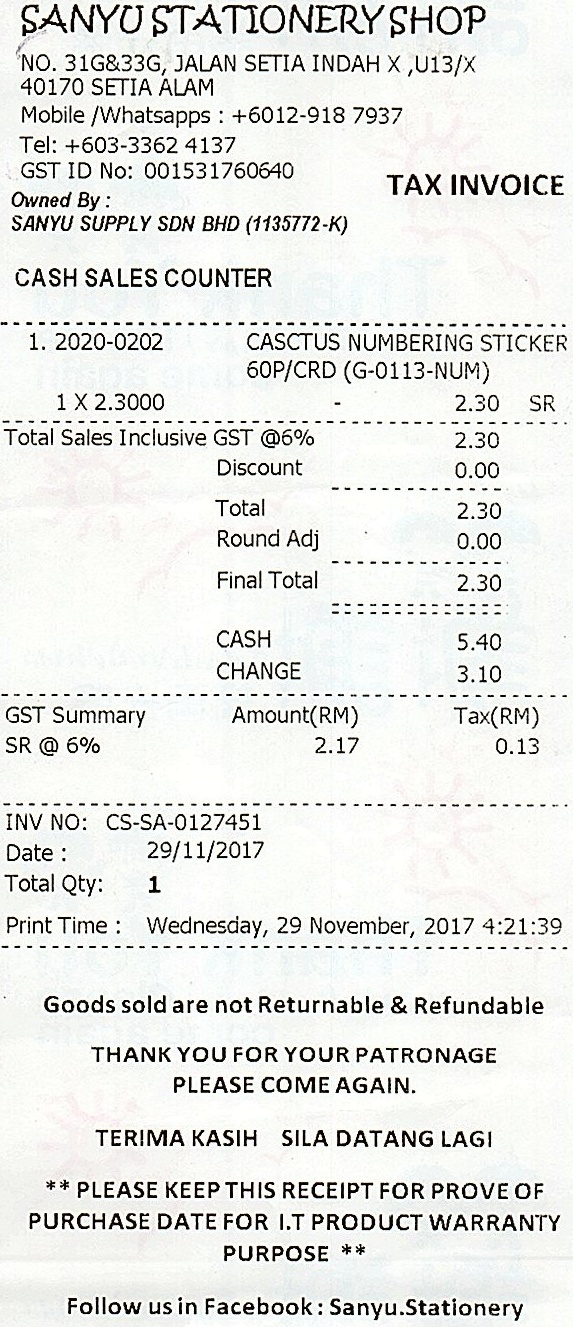 SANYU STATIONERY SHOP
NO. 31G&33G, JALAN SETIA INDAH X ,U13/X
40170 SETIA ALAM
Mobile /Whatsapps : +6012-918 7937
Tel: +603-3362 4137
GST ID No: 001531760640
TAX INVOICE
Owned By :
SANYU SUPPLY SDN BHD (1135772-K)
CASH SALES COUNTER
1. 2020-0202 CASCTUS NUMBERING STICKER
60P/CRD (G-0113-NUM)
1 X 2.3000 - 2.30 SR
Total Sales Inclusive GST @6% 2.30
Discount 0.00
Total 2.30
Round Adj 0.00
Final Total 2.30
CASH 5.40
CHANGE 3.10
GST Summary Amount(RM) Tax(RM)
SR @ 6% 2.17 0.13
INV NO: CS-SA-0127451
Date : 29/11/2017
Total Qty: 1
Print Time : Wednesday, 29 November, 2017 4:21:39
Goods sold are not Returnable & Refundable
THANK YOU FOR YOUR PATRONAGE
PLEASE COME AGAIN.
TERIMA KASIH SILA DATANG LAGI
** PLEASE KEEP THIS RECEIPT FOR PROVE OF
PURCHASE DATE FOR I.T PRODUCT WARRANTY
PURPOSE **
Follow us in Facebook : Sanyu.Stationery